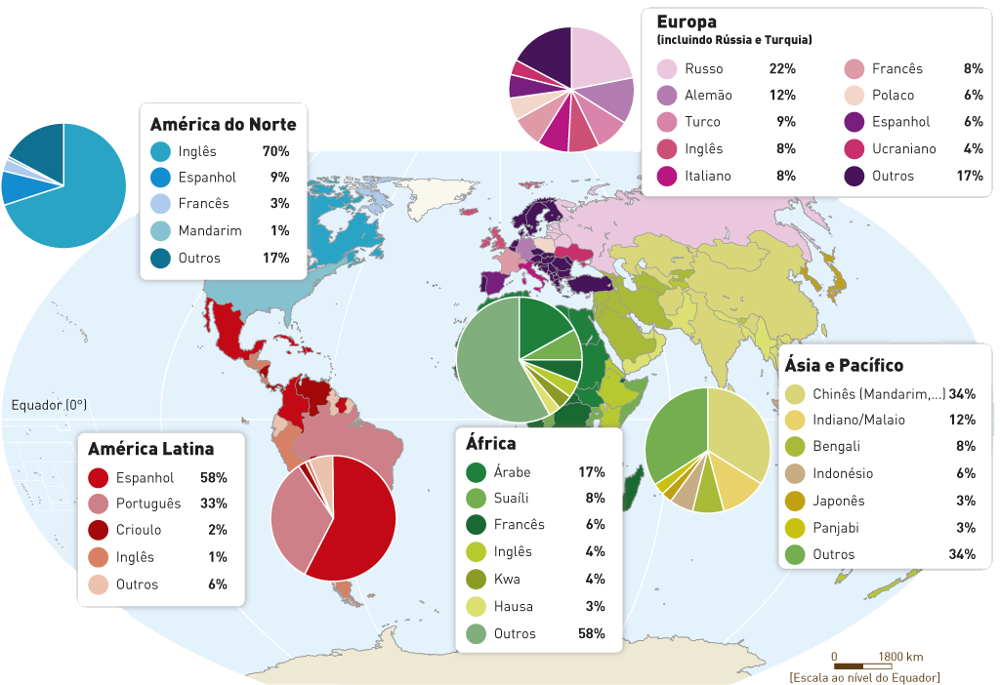 Europa
(incluindo Rússia e Turquia)
Russo 22%
Alemão 12%
Turco 9%
Inglês 8%
Italiano 8%
Francês 8%
Polaco 6%
Espanhol 6%
Ucraniano 4%
Outros 17%
América do Norte
Inglês 70%
Espanhol 9%
Francês 3%
Mandarim 1%
Outros 17%
Equador (0°)
América Latina
Espanhol 58%
Português 33%
Crioulo 2%
Inglês 1%
Outros 6%
África
Árabe 17%
Suaíli 8%
Francês 6%
Inglês 4%
Kwa 4%
Hausa 3%
Outros 58%
Ásia e Pacífico
Chinês (Mandarim,...) 34%
Indiano/Malaio 12%
Bengali 8%
Indonésio 6%
Japonês 3%
Panjabi 3%
Outros 34%
0 1800 km
[Escala ao nível do Equador]